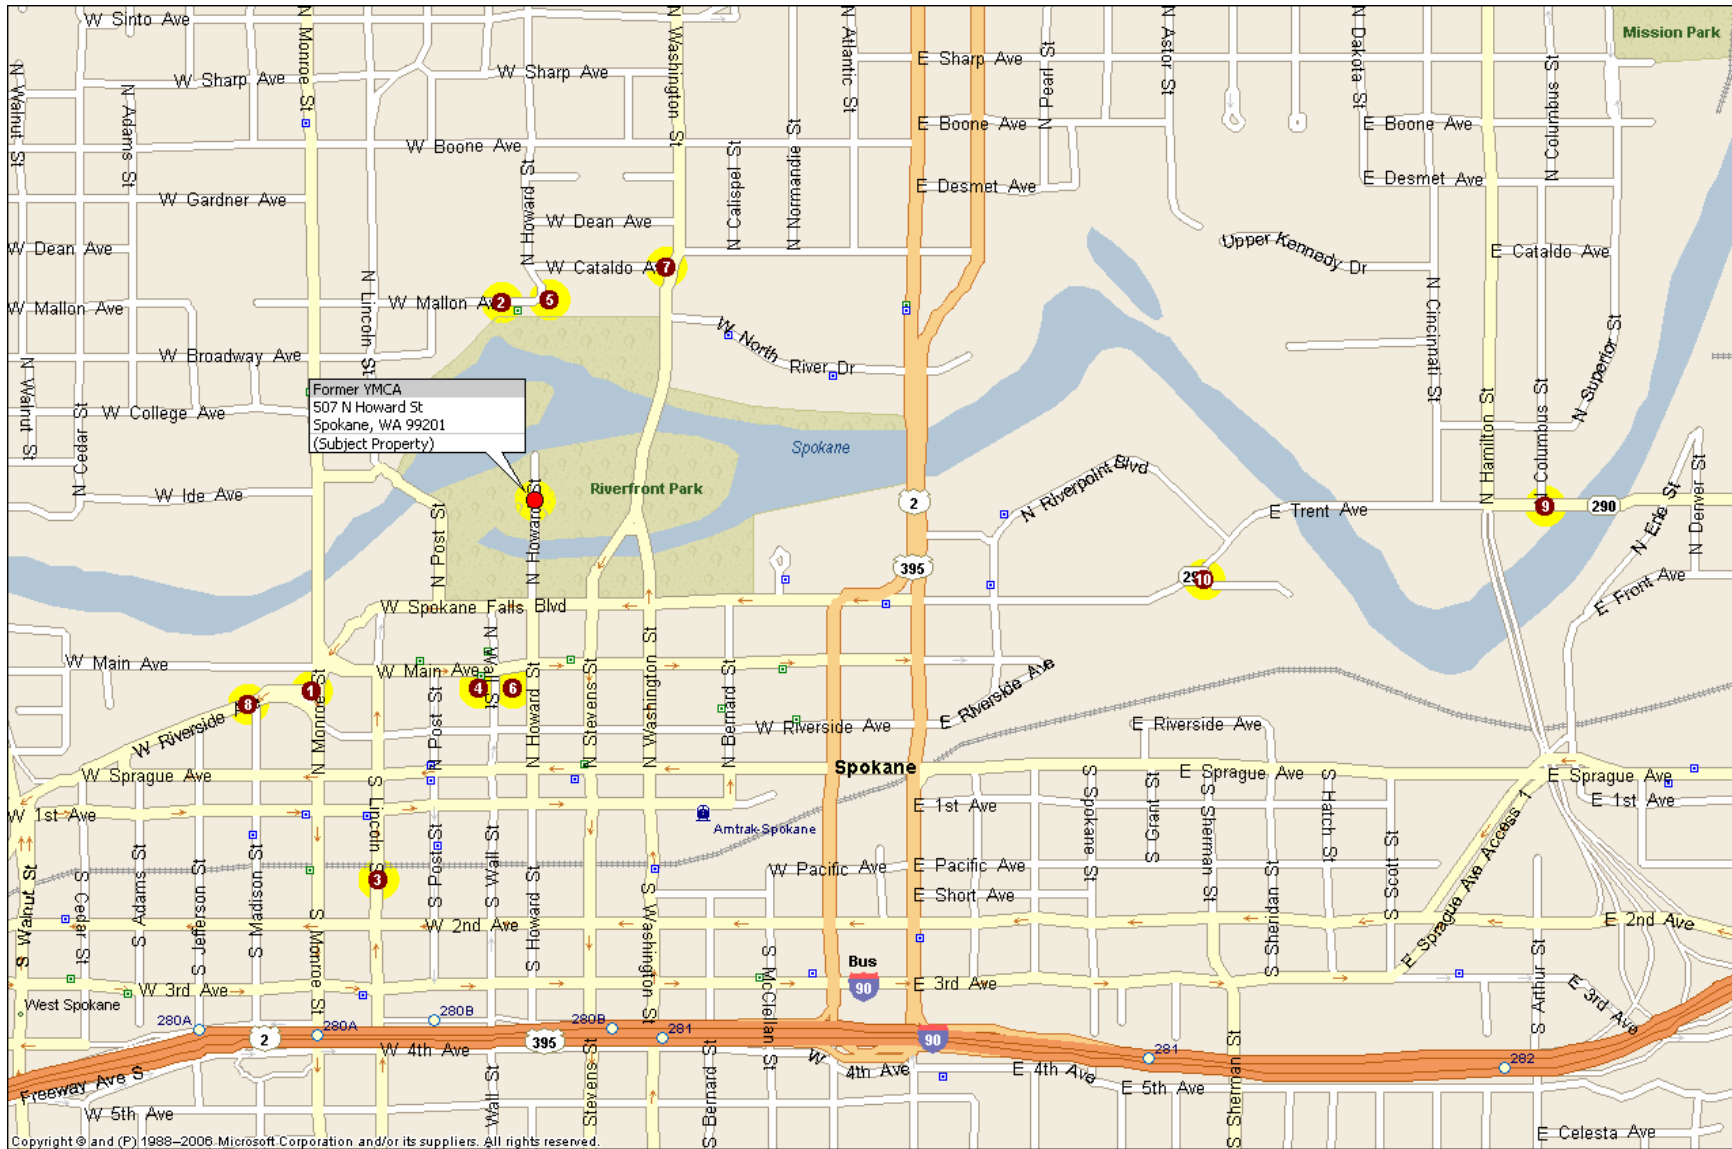 W Sinto Ave
N Monroe St
N Washington St
N Atlantic St
N Pearl St
N Astor St
N Dakota St
N Hamilton St
N Columbus St
Mission Park
N Walnut St
W Sharp Ave
W Sharp Ave
E Sharp Ave
N Adams St
W Boone Ave
E Boone Ave
E Boone Ave
N Howard St
N Calispel St
N Normandie St
W Gardner Ave
E Desmet Ave
E Desmet Ave
W Dean Ave
W Dean Ave
Upper Kennedy Dr
E Cataldo Ave
W Cataldo A
7
N Lincoln St
W Mallon Ave
W Mallon Av
2
5
N Cincinnati St
N Superior St
W North
River Dr
W Broadway Ave
N Walnut St
N Cedar St
W College Ave
Former YMCA
507 N Howard St
Spokane, WA 99201
(Subject Property)
Spokane
Riverfront Park
N Howard St
W Ide Ave
N Post St
2
N Riverpoint Blvd
E Trent Ave
9
290
N Erie St
N Denver St
395
10
E Front Ave
W Spokane Falls Blvd
W Main Ave
W Main Ave
N Wall St
N Howard St
N Stevens St
N Washington St
N Bernard St
1
4
6
8
W Riverside A
N Monroe St
N Post St
W Riverside Ave
E Riverside Ave
E Riverside Ave
W Sprague Ave
Spokane
E Sprague Ave
E Sprague Ave
W 1st Ave
E 1st Ave
E 1st Ave
Amtrak-Spokane
S Lincoln S
3
S Post St
S Wall St
S Howard St
S Washington St
S Walnut St
S Cedar St
S Adams St
S Jefferson St
S Madison St
S Monroe St
W Pacific Ave
E Pacific Ave
E Short Ave
S Spokane St
S Grant St
S Sherman St
S Sheridan St
S Hatch St
S Scott St
Sprague Ave Access 1
W 2nd Ave
E 2nd Ave
Bus
90
W 3rd Ave
E 3rd Ave
E
E 3rd Ave
S McClellan St
S Arthur St
West Spokane
280A
280A
280B
280B
281
281
282
2
395
90
W 4th Ave
W 4th Ave
E 4th Ave
Freeway Ave S
W 5th Ave
E 5th Ave
S Wall
S Stevens St
S Bernard St
S Sherman St
E Celesta Ave
Copyright © and (P) 1988–2006 Microsoft Corporation and/or its suppliers. All rights reserved.